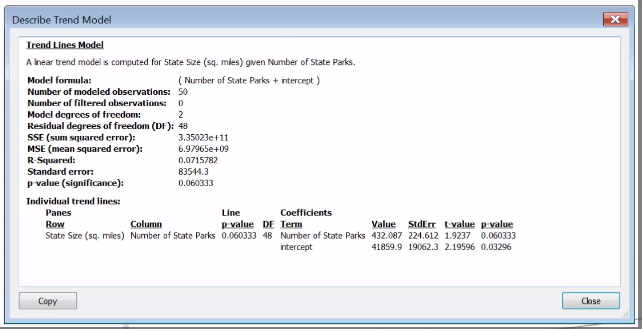 Describe Trend Model
Trend Lines Model
A linear trend model is computed for State Size (sq. miles) given Number of State Parks.
Model formula: ( Number of State Parks + intercept )
Number of modeled observations: 50
Number of filtered observations: 0
Model degrees of freedom: 2
Residual degrees of freedom (DF): 48
SSE (sum squared error): 3.35023e+11
MSE (mean squared error): 6.97965e+09
R-Squared: 0.0715782
Standard error: 83544.3
p-value (significance): 0.060333
Individual trend lines:
Panes Line Coefficients
Row Column p-value DF Term Value StdErr t-value p-value
State Size (sq. miles) Number of State Parks 0.060333 48 Number of State Parks 432.087 224.612 1.9237 0.060333
intercept 41859.9 19062.3 2.19596 0.03296
Copy Close